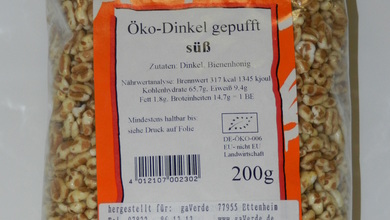 Öko-Dinkel gepufft
süß
Zutaten: Dinkel, Bienenhonig
Nährwertanalyse: Brennwert 317 kcal 1345 kjoul
Kohlenhydrate 65,7g, Eiweiß 9,4g
Fett 1,8g, Broteinheiten 14,7g = 1 BE
Mindestens haltbar bis:
siehe Druck auf Folie
DE-ÖKO-006
EU - nicht EU
Landwirtschaft
4 012107 002302
200g
hergestellt für: gaVerde 77955 Ettenheim